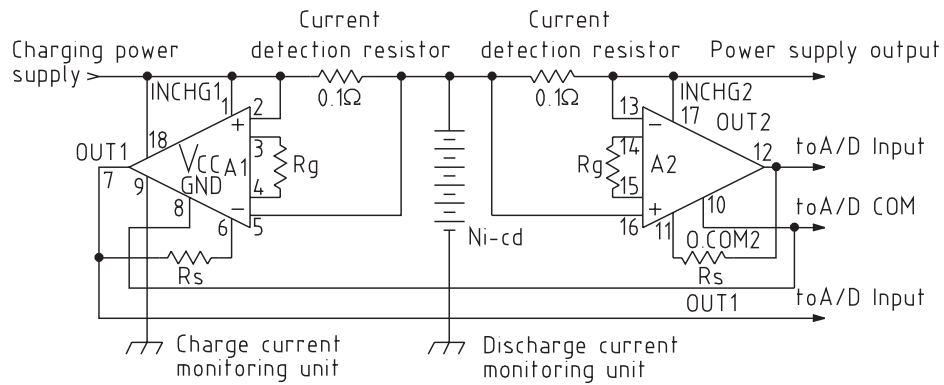 Current
detection resistor
Current
detection resistor
Charging power
supply
Power supply output
0.1Ω
0.1Ω
INCHG1
1
2
INCHG2
13
17
18
+
−
OUT2
OUT1
7
VCC
A1
3
Rg
Rg
14
A2
12
toA/D Input
9
GND
4
15
8
−
+
10
toA/D COM
6
5
16
11
O.COM2
Ni-cd
Rs
Rs
OUT1
toA/D Input
Charge current
monitoring unit
Discharge current
monitoring unit